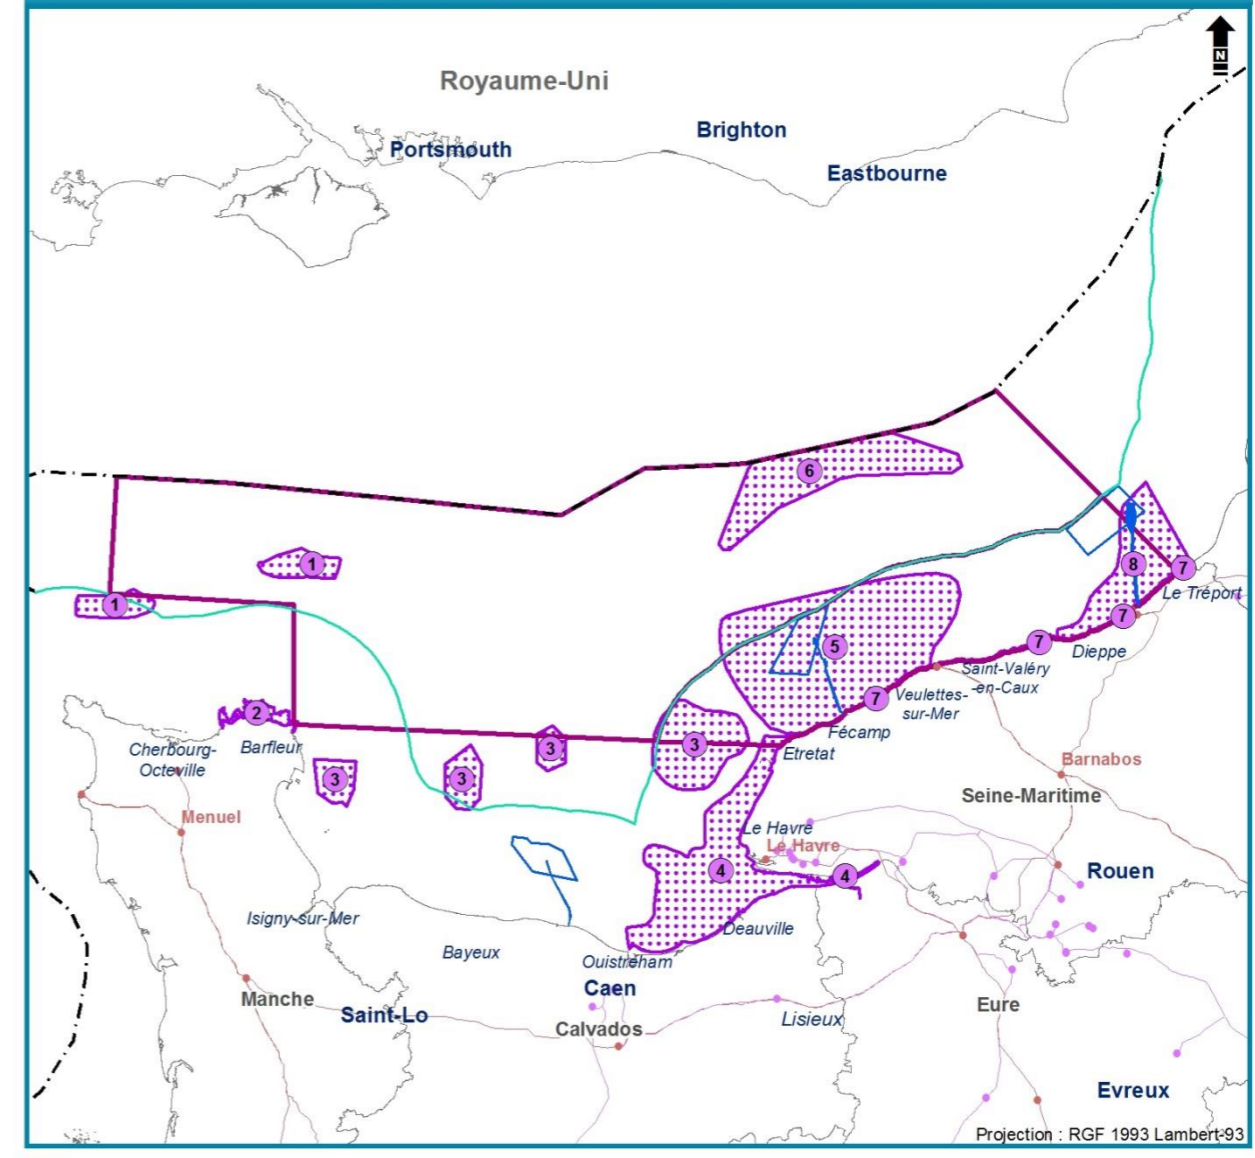 N
Royaume-Uni
Brighton
Portsmouth
Eastbourne
6
1
8
7
1
Le Tréport
7
5
7
Dieppe
Saint-Valéry
-en-Caux
7
Veulettes-
sur-Mer
2
Fécamp
Barfleur
Cherbourg-
Octeville
3
3
Etretat
Barnabos
3
3
Seine-Maritime
Menuel
Le Havre
Le Havre
4
4
Rouen
Isigny-sur-Mer
Deauville
Bayeux
Ouistreham
Caen
Manche
Saint-Lo
Eure
Lisieux
Calvados
Evreux
Projection : RGF 1993 Lambert-93